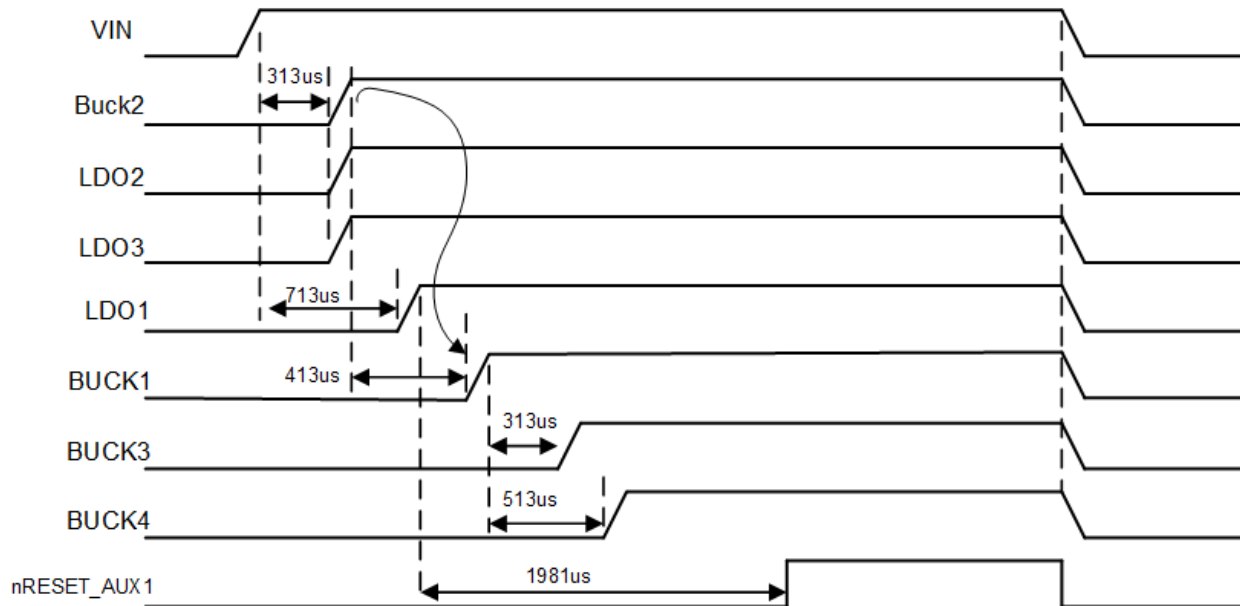 VIN
313us
Buck2
LDO2
LDO3
713us
LDO1
413us
BUCK1
313us
BUCK3
513us
BUCK4
1981us
nRESET_AUX1